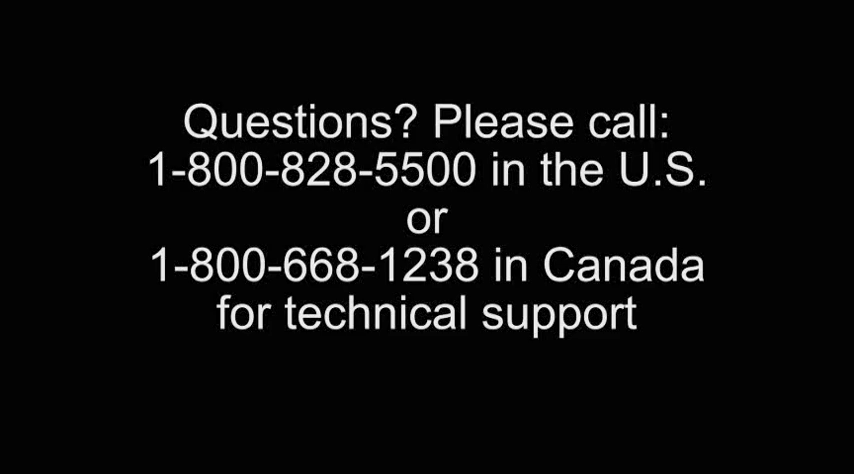 Questions? Please call:
1-800-828-5500 in the U.S.
or
1-800-668-1238 in Canada
for technical support